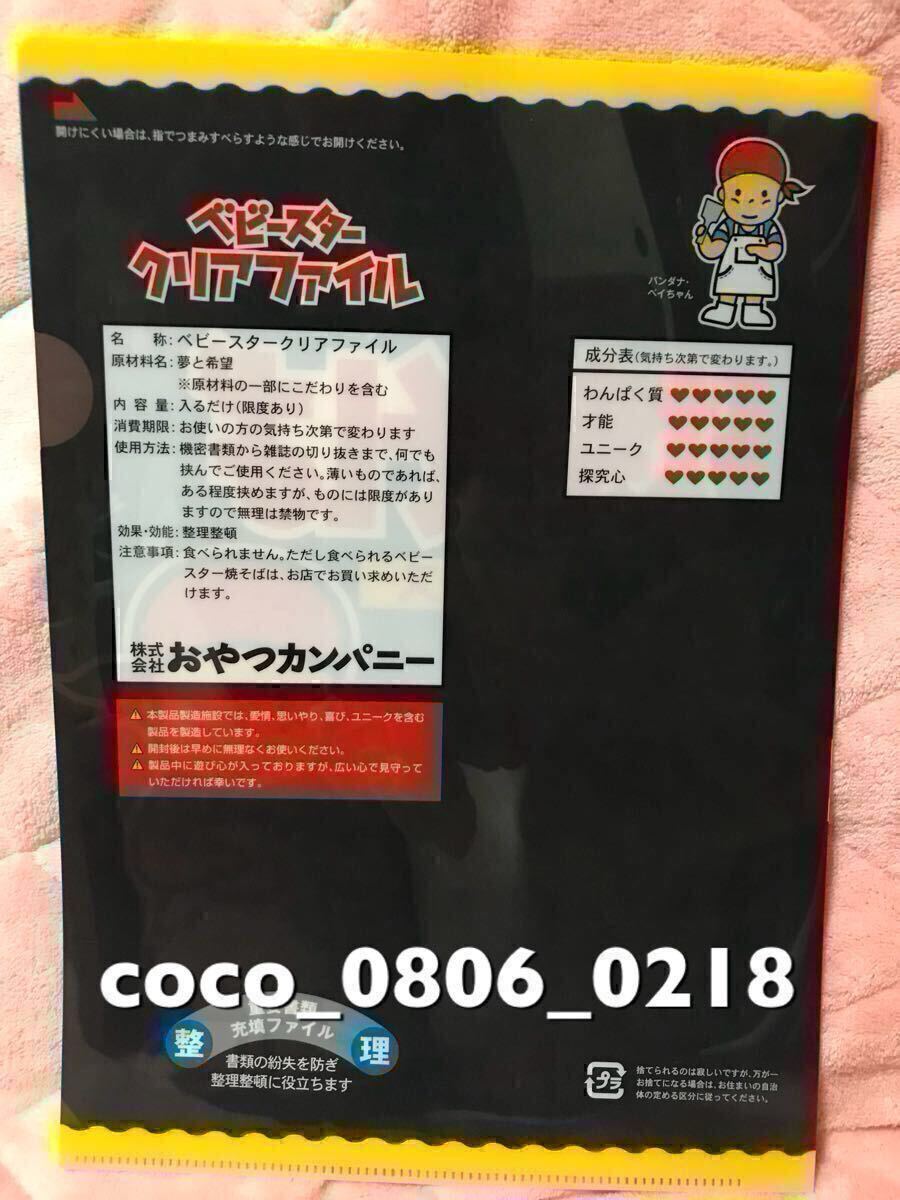 開けにくい場合は、指でつまみすべらすような感じでお開けください。
ベビースター
クリアファイル
バンダナ・
ベイちゃん
名　称：ベビースタークリアファイル
原材料名：夢と希望
※原材料の一部にこだわりを含む
内 容 量：入るだけ(限度あり)
消費期限：お使いの方の気持ち次第で変わります
使用方法：機密書類から雑誌の切り抜きまで、何でも
挟んでご使用ください。薄いものであれば、
ある程度挟めますが、ものには限度があり
ますので無理は禁物です。
効果・効能：整理整頓
注意事項：食べられません。ただし食べられるベビー
スター焼そばは、お店でお買い求めいただ
けます。
株式会社おやつカンパニー
成分表(気持ち次第で変わります。)
わんぱく質 ♥♥♥♥♥
才能 ♥♥♥♥♥
ユニーク ♥♥♥♥♥
探究心 ♥♥♥♥♥
⚠本製品製造施設では、愛情、思いやり、喜び、ユニークを含む
製品を製造しています。
⚠開封後は早めに無理なくお使いください。
⚠製品中に遊び心が入っておりますが、広い心で見守って
いただければ幸いです。
coco_0806_0218
充填ファイル
整 理
書類の紛失を防ぎ
整理整頓に役立ちます
プラ
捨てられるのは寂しいですが、万が一
お捨てになる場合は、お住まいの自治
体の定める区分に従ってください。